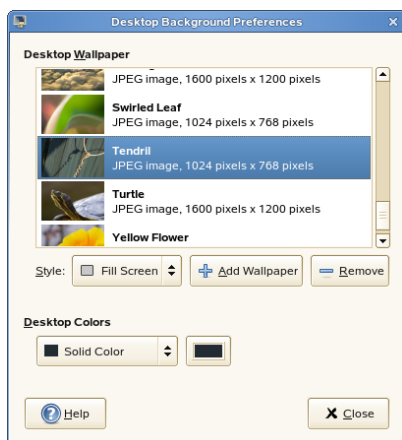 Desktop Background Preferences
Desktop Wallpaper
JPEG image, 1600 pixels x 1200 pixels
Swirled Leaf
JPEG image, 1024 pixels x 768 pixels
Tendril
JPEG image, 1024 pixels x 768 pixels
Turtle
JPEG image, 1600 pixels x 1200 pixels
Yellow Flower
Style: Fill Screen Add Wallpaper Remove
Desktop Colors
Solid Color
Help Close